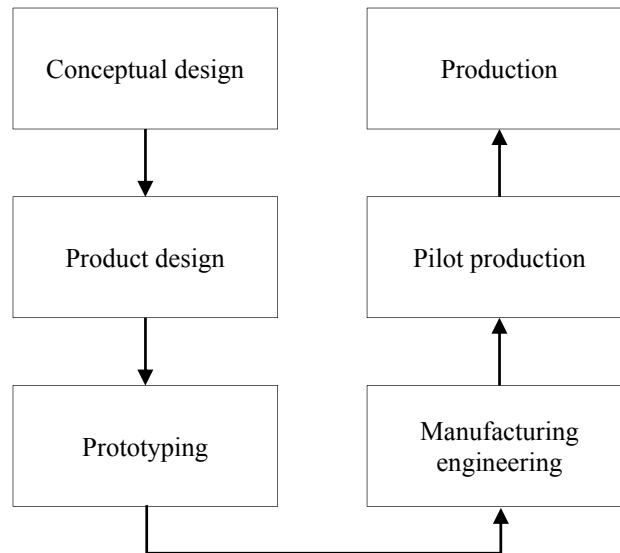 Conceptual design
Product design
Prototyping
Manufacturing
engineering
Pilot production
Production